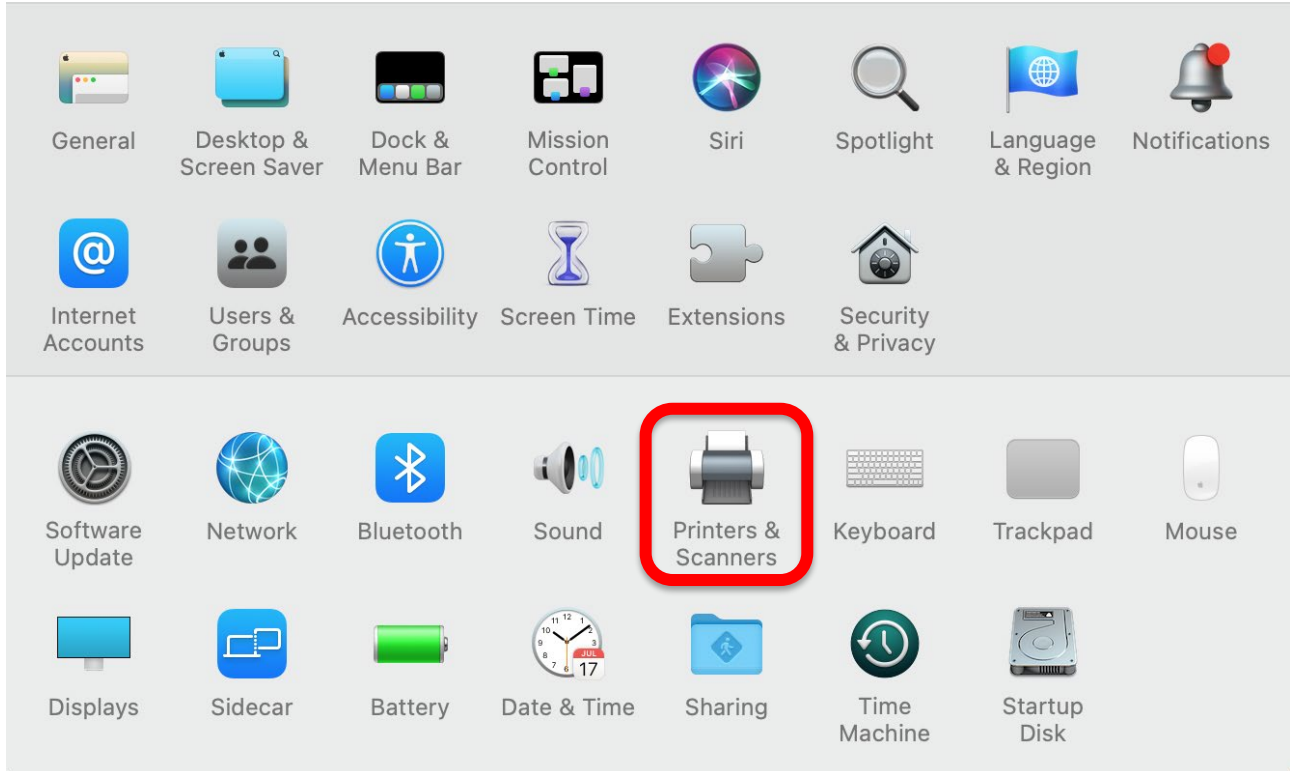 General
Desktop &
Screen Saver
Dock &
Menu Bar
Mission
Control
Siri
Spotlight
Language
& Region
Notifications
@
Internet
Accounts
Users &
Groups
Accessibility
Screen Time
Extensions
Security
& Privacy
Software
Update
Network
Bluetooth
Sound
Printers &
Scanners
Keyboard
Trackpad
Mouse
Displays
Sidecar
Battery
JUL
17
Date & Time
Sharing
Time
Machine
Startup
Disk